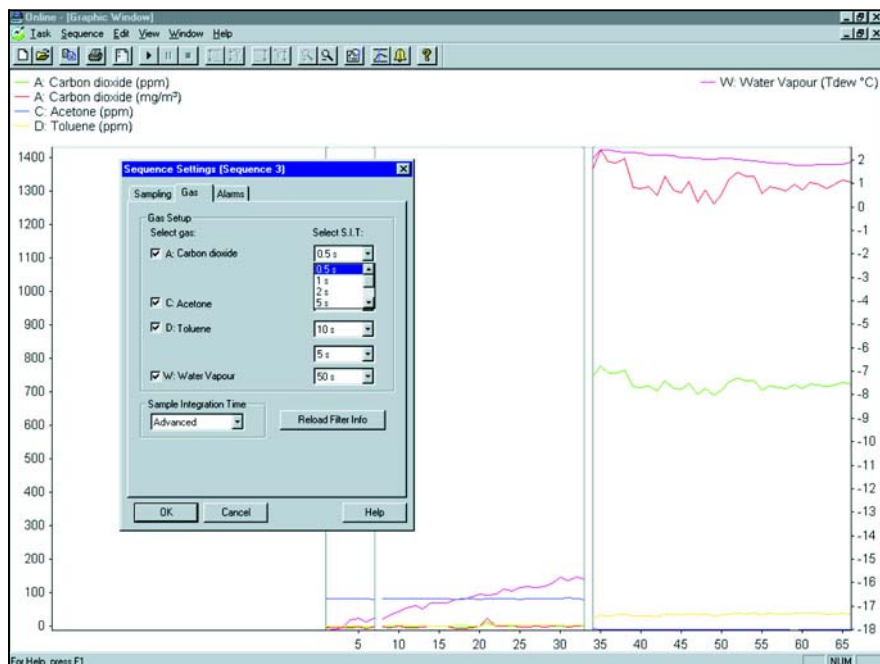 Online - [Graphic Window]
Task Sequence Edit View Window Help
A: Carbon dioxide (ppm)
A: Carbon dioxide (mg/m³)
C: Acetone (ppm)
D: Toluene (ppm)
W: Water Vapour (Tdew °C)
1400
1300
1200
1100
1000
900
800
700
600
500
400
300
200
100
0
Sequence Settings (Sequence 3)
Sampling Gas Alarms
Gas Setup
Select gas: Select S.I.T:
A: Carbon dioxide 0.5 s
0.5 s
1 s
2 s
5 s
C: Acetone
D: Toluene 10 s
5 s
W: Water Vapour 50 s
Sample Integration Time
Advanced
Reload Filter Info
OK Cancel Help
2
1
0
-1
-2
-3
-4
-5
-6
-7
-8
-9
-10
-11
-12
-13
-14
-15
-16
-17
-18
5 10 15 20 25 30 35 40 45 50 55 60 65
For Help, press F1
NUM